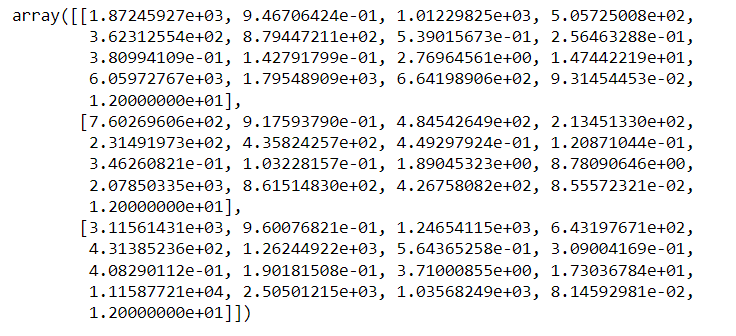 array([[1.87245927e+03, 9.46706424e-01, 1.01229825e+03, 5.05725008e+02,
3.62312554e+02, 8.79447211e+02, 5.39015673e-01, 2.56463288e-01,
3.80994109e-01, 1.42791799e-01, 2.76964561e+00, 1.47442219e+01,
6.05972767e+03, 1.79548909e+03, 6.64198906e+02, 9.31454453e-02,
1.20000000e+01],
[7.60269606e+02, 9.17593790e-01, 4.84542649e+02, 2.13451330e+02,
2.31491973e+02, 4.35824257e+02, 4.49297924e-01, 1.20871044e-01,
3.46260821e-01, 1.03228157e-01, 1.89045323e+00, 8.78090646e+00,
2.07850335e+03, 8.61514830e+02, 4.26758082e+02, 8.55572321e-02,
1.20000000e+01],
[3.11561431e+03, 9.60076821e-01, 1.24654115e+03, 6.43197671e+02,
4.31385236e+02, 1.26244922e+03, 5.64365258e-01, 3.09004169e-01,
4.08290112e-01, 1.90181508e-01, 3.71000855e+00, 1.73036784e+01,
1.11587721e+04, 2.50501215e+03, 1.03568249e+03, 8.14592981e-02,
1.20000000e+01]])